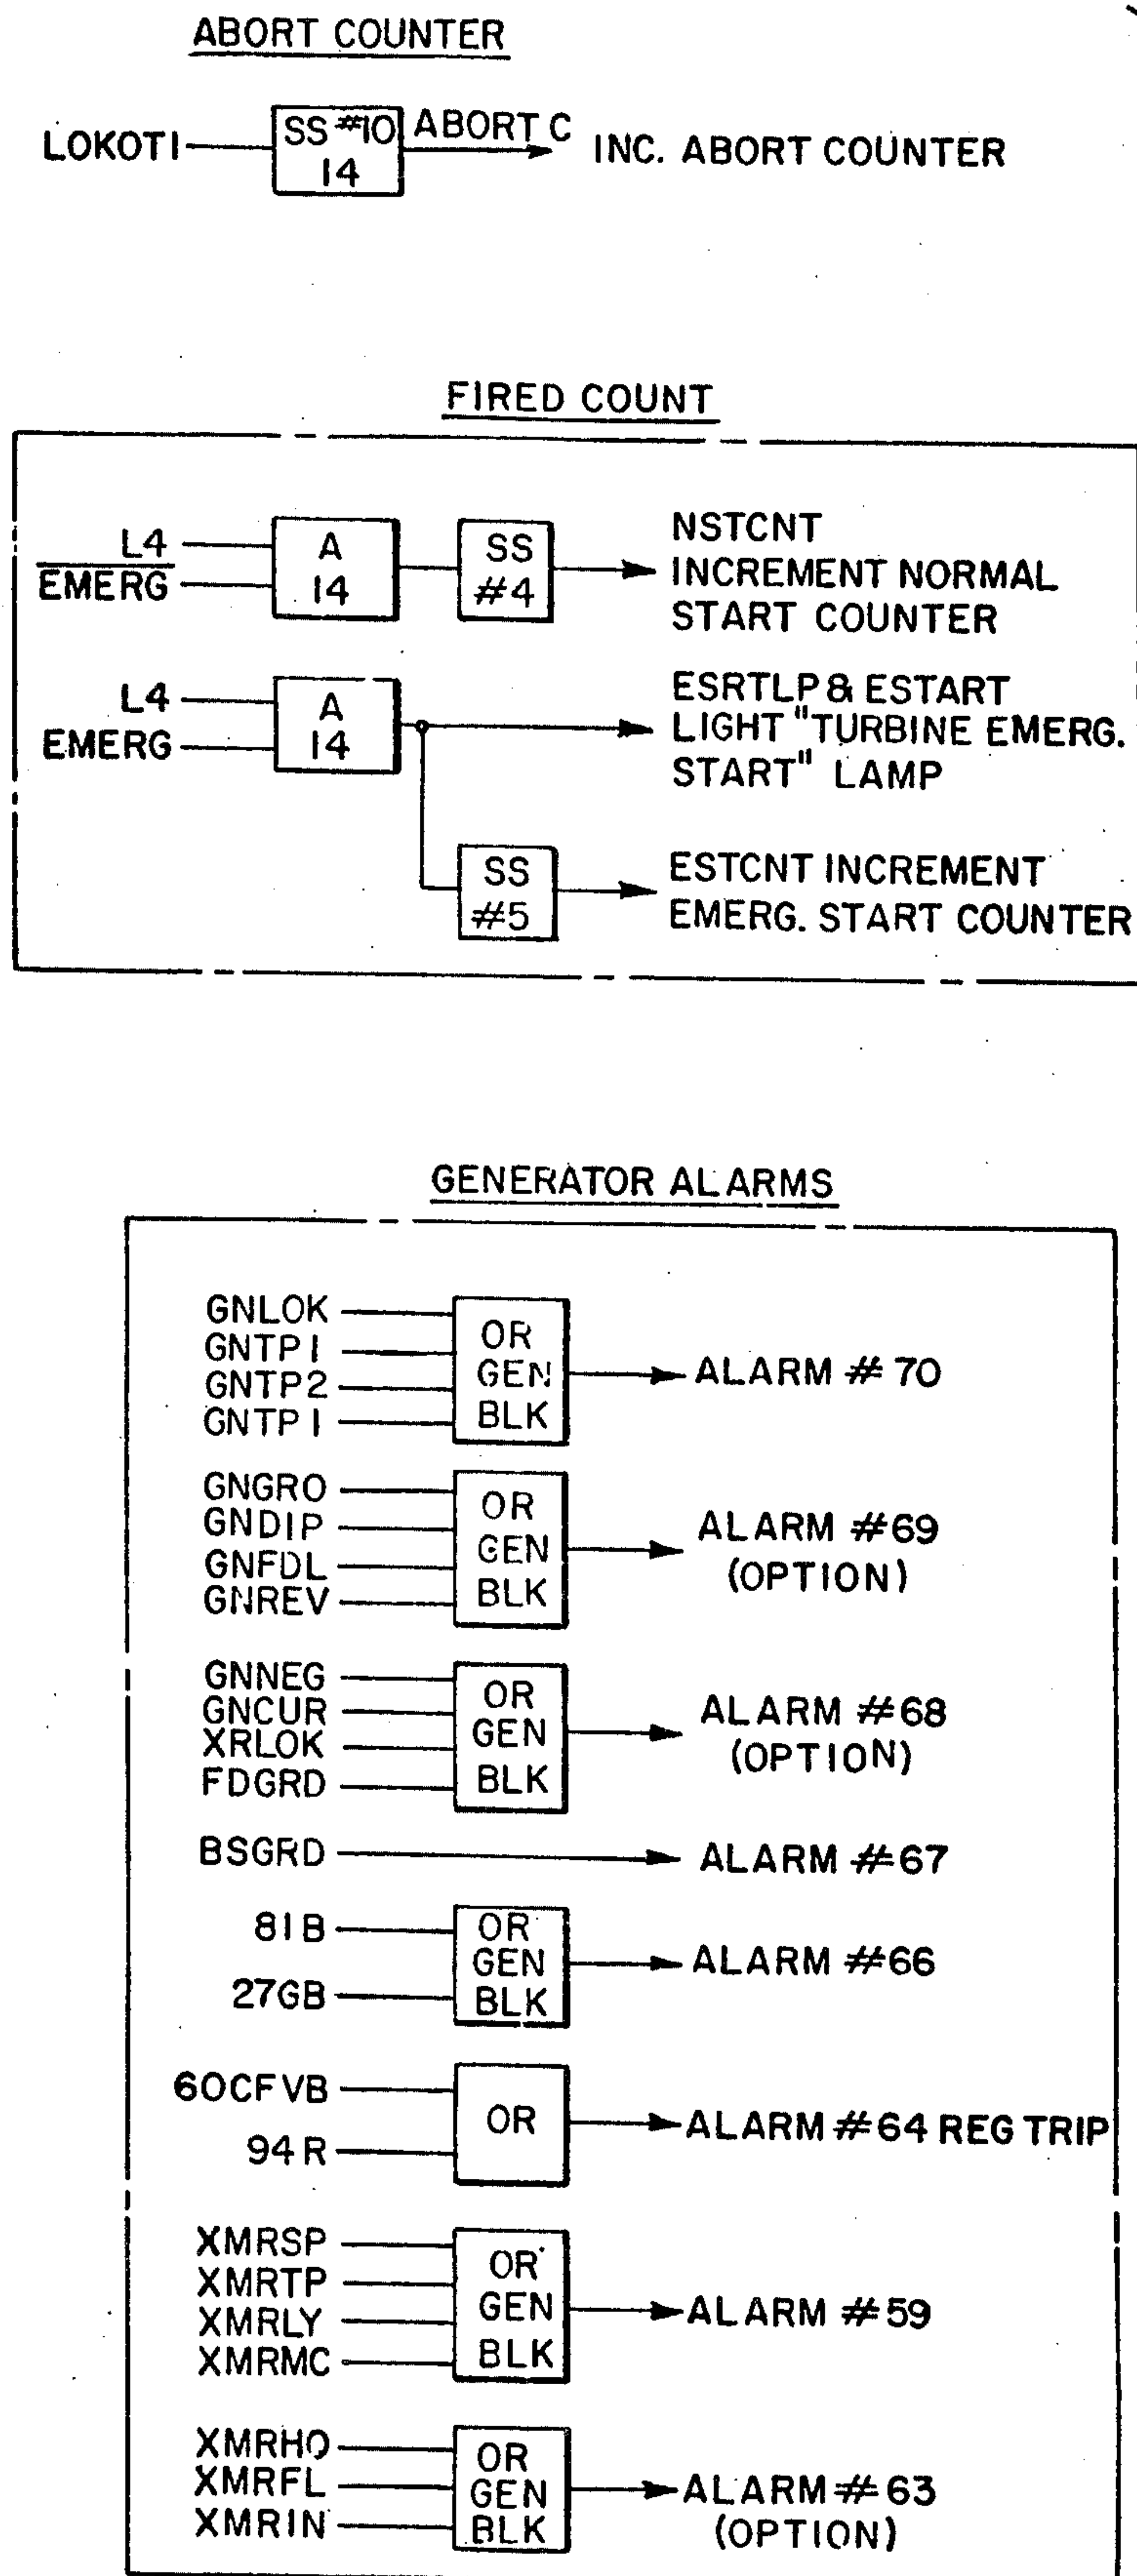 ABORT COUNTER
LOKOT1
SS #10
14
ABORT C
INC. ABORT COUNTER
FIRED COUNT
L4
EMERG
A
14
SS
#4
NSTCNT
INCREMENT NORMAL
START COUNTER
L4
EMERG
A
14
ESRTLP & ESTART
LIGHT "TURBINE EMERG.
START" LAMP
SS
#5
ESTCNT INCREMENT
EMERG. START COUNTER
GENERATOR ALARMS
GNLOK
GNTP1
GNTP2
GNTP1
OR
GEN
BLK
ALARM # 70
GNGRO
GNDIP
GNFDL
GNREV
OR
GEN
BLK
ALARM #69
(OPTION)
GNNEG
GNCUR
XRLOK
FDGRD
OR
GEN
BLK
ALARM #68
(OPTION)
BSGRD
ALARM #67
81B
27GB
OR
GEN
BLK
ALARM #66
60CFVB
94R
OR
ALARM #64 REG TRIP
XMRSP
XMRTP
XMRLY
XMRMC
OR
GEN
BLK
ALARM #59
XMRHO
XMRFL
XMRIN
OR
GEN
BLK
ALARM #63
(OPTION)